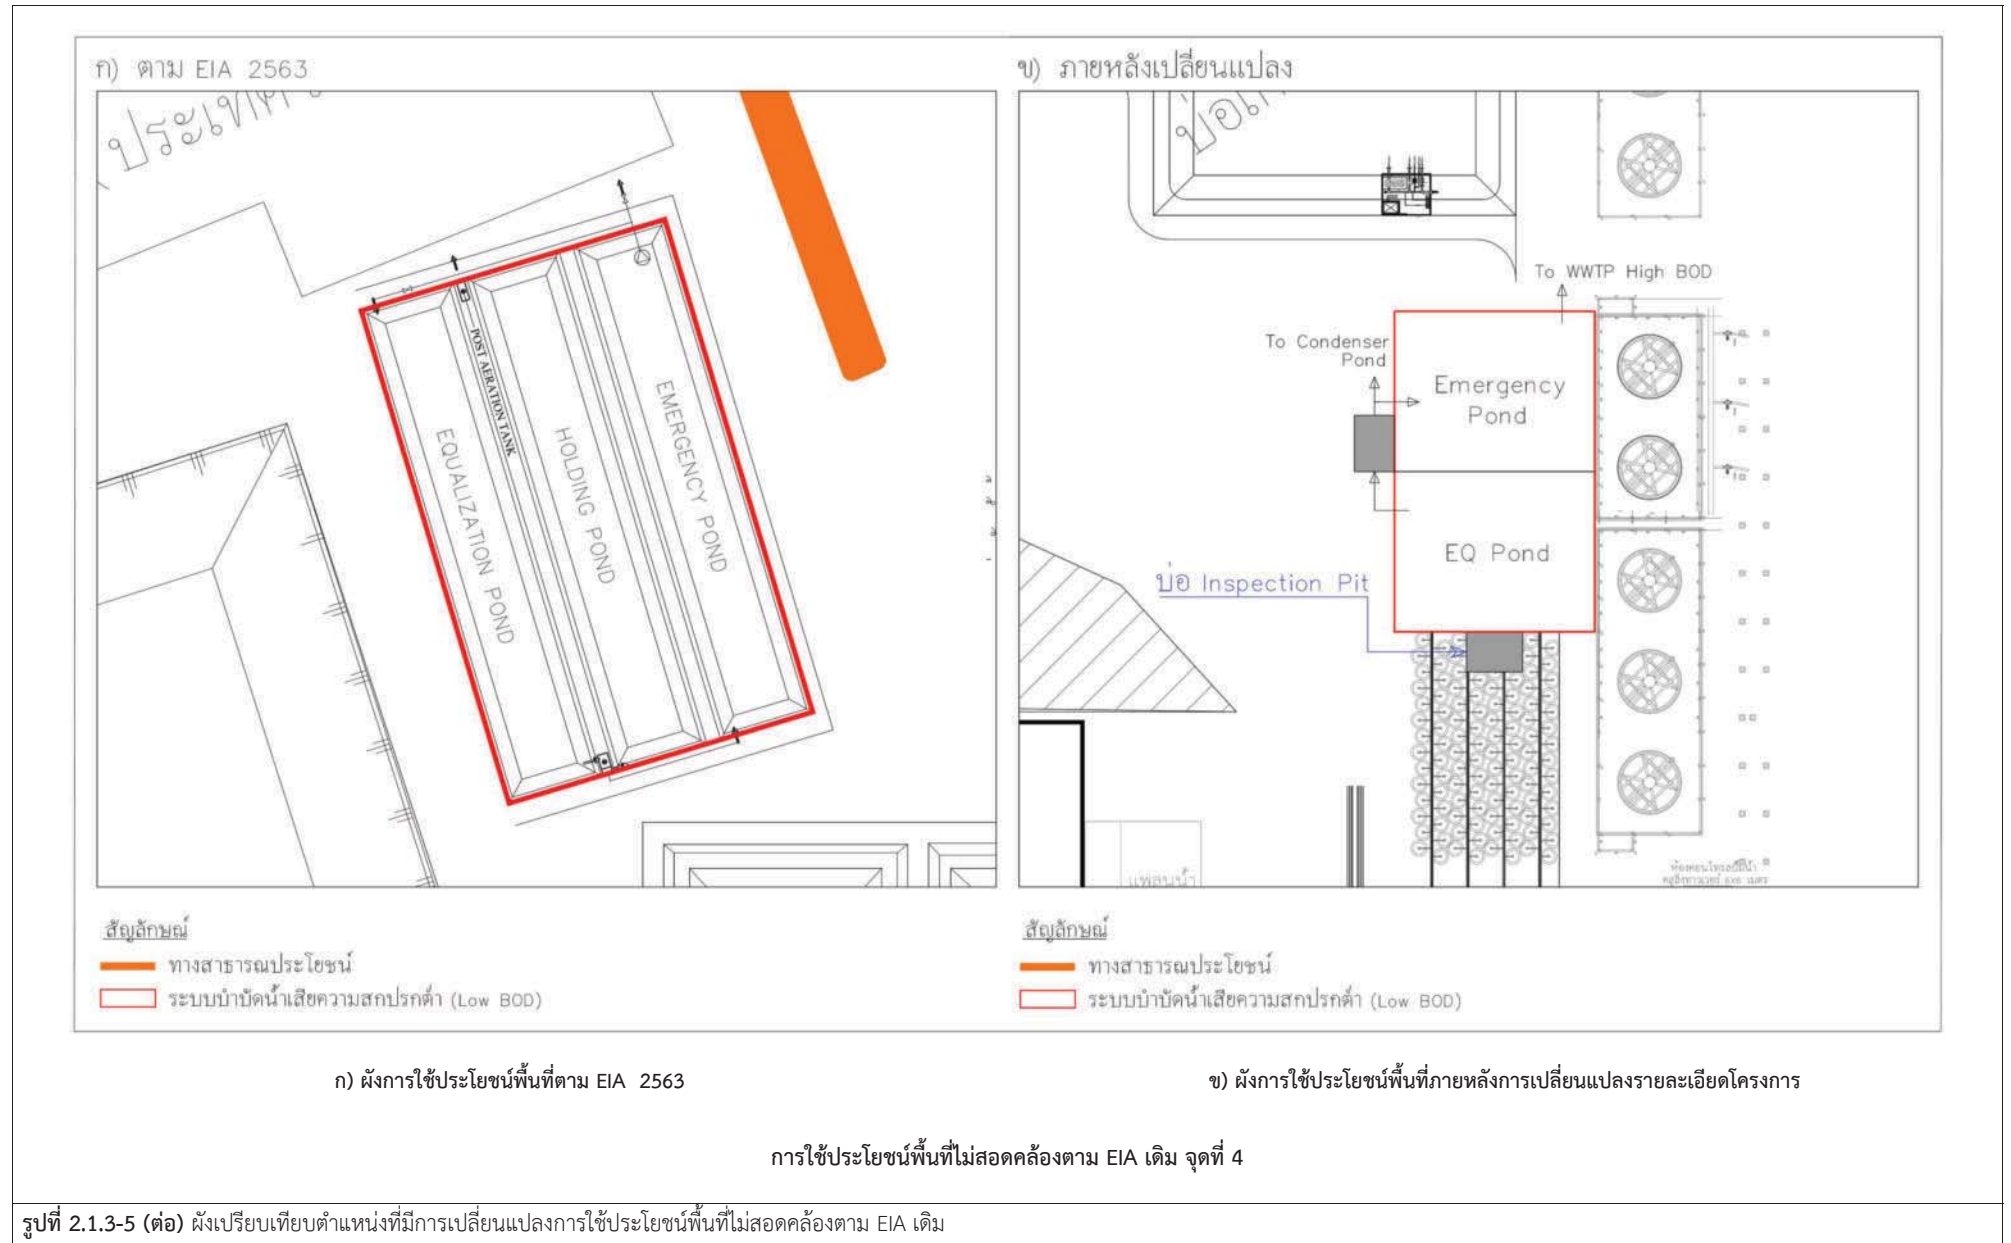 ก) ตาม EIA 2563
ประเทศ
POST AERATION TANK
EQUALIZATION POND
HOLDING POND
EMERGENCY POND
สัญลักษณ์
ทางสาธารณประโยชน์
ระบบบำบัดน้ำเสียความสกปรกต่ำ (Low BOD)
ข) ภายหลังเปลี่ยนแปลง
To WWTP High BOD
To Condenser
Pond
Emergency
Pond
EQ Pond
บ่อ Inspection Pit
สัญลักษณ์
ทางสาธารณประโยชน์
ระบบบำบัดน้ำเสียความสกปรกต่ำ (Low BOD)
ก) ผังการใช้ประโยชน์พื้นที่ตาม EIA 2563
ข) ผังการใช้ประโยชน์พื้นที่ภายหลังการเปลี่ยนแปลงรายละเอียดโครงการ
การใช้ประโยชน์พื้นที่ไม่สอดคล้องตาม EIA เดิม จุดที่ 4
รูปที่ 2.1.3-5 (ต่อ) ผังเปรียบเทียบตำแหน่งที่มีการเปลี่ยนแปลงการใช้ประโยชน์พื้นที่ไม่สอดคล้องตาม EIA เดิม